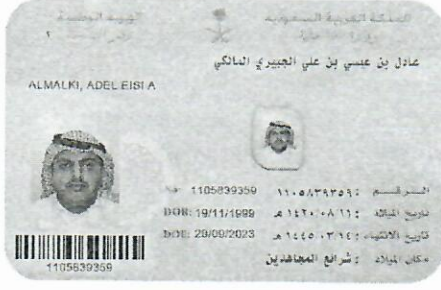 المملكة العربية السعودية
الهوية الوطنية
عادل بن عيسي بن علي الجبيري المالكي
ALMALKI, ADEL EISI A
1105839359 الرقم : ١١٠٥٨٣٩٣٥٩
DOB: 19/11/1999 تاريخ الميلاد : ١٤٢٠/٠٨/١١ هـ
DOE: 29/09/2023 تاريخ الانتهاء : ١٤٤٥/٠٣/١٤ هـ
مكان الميلاد : شرائع المجاهدين
1105839359